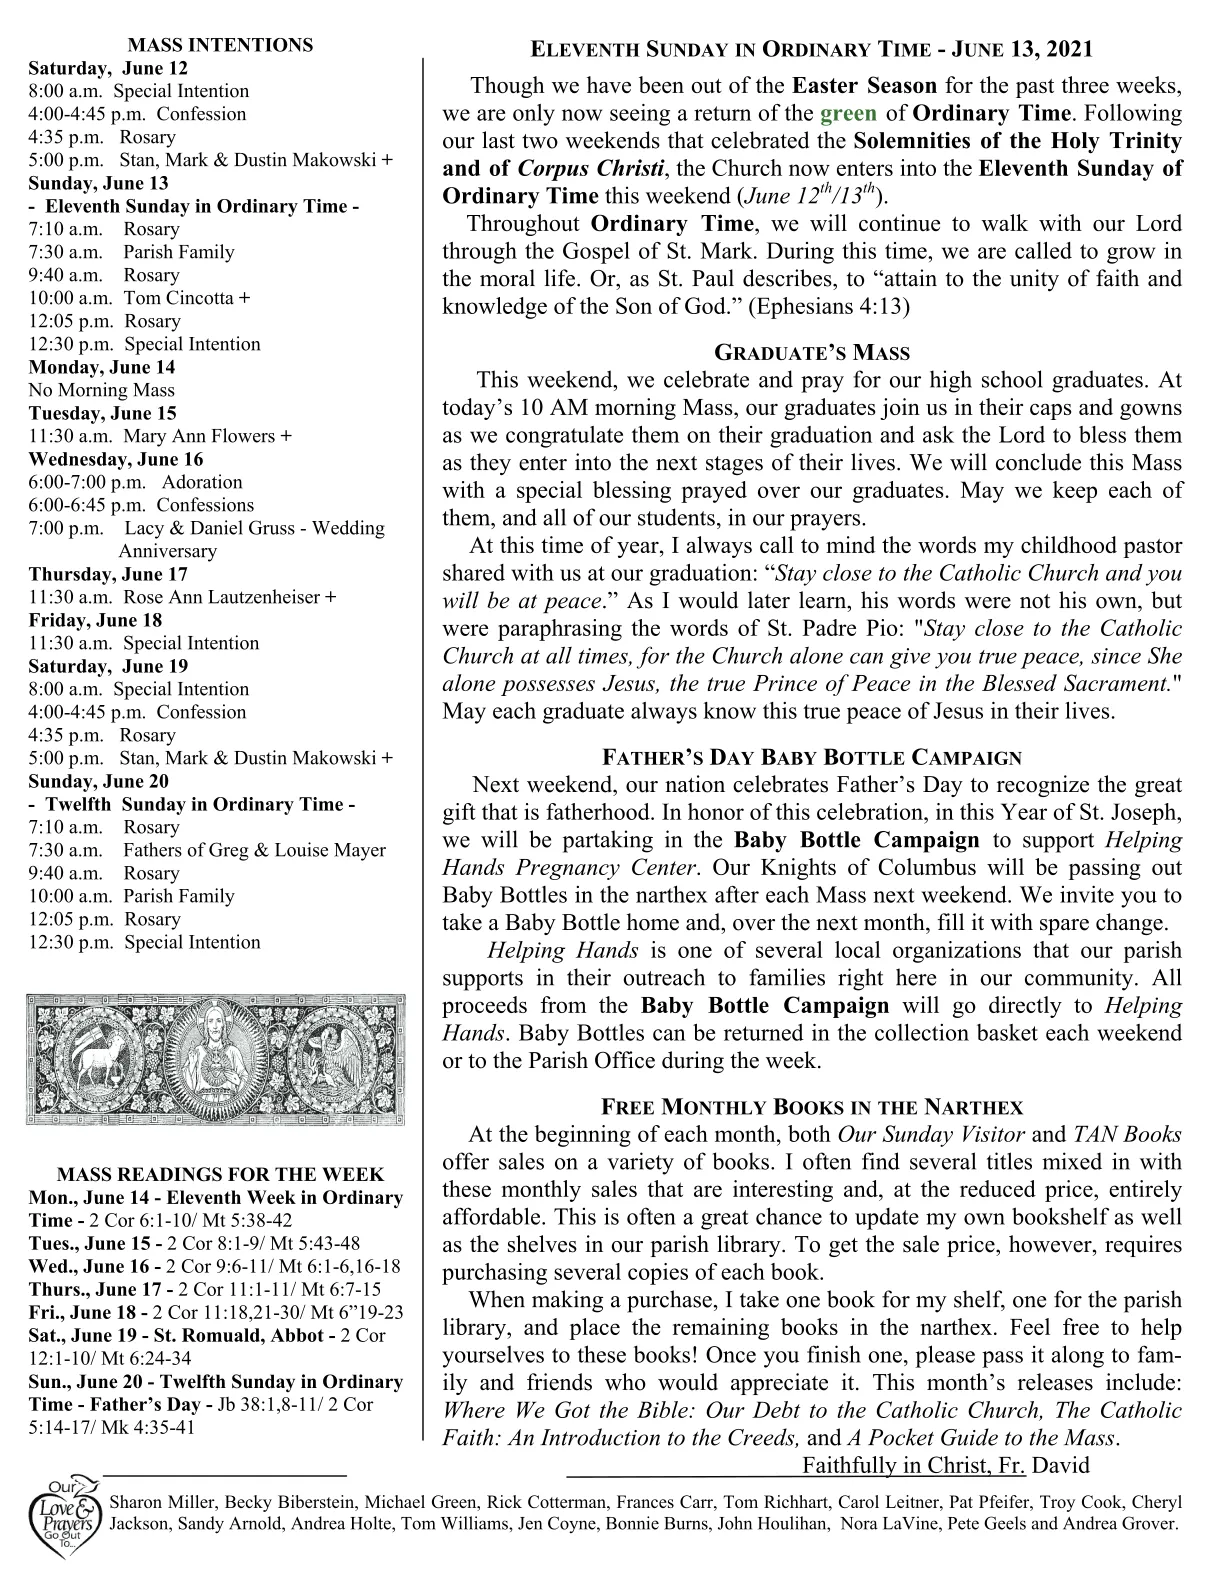 MASS INTENTIONS
Saturday, June 12
8:00 a.m. Special Intention
4:00-4:45 p.m. Confession
4:35 p.m. Rosary
5:00 p.m. Stan, Mark & Dustin Makowski +
Sunday, June 13
- Eleventh Sunday in Ordinary Time -
7:10 a.m. Rosary
7:30 a.m. Parish Family
9:40 a.m. Rosary
10:00 a.m. Tom Cincotta +
12:05 p.m. Rosary
12:30 p.m. Special Intention
Monday, June 14
No Morning Mass
Tuesday, June 15
11:30 a.m. Mary Ann Flowers +
Wednesday, June 16
6:00-7:00 p.m. Adoration
6:00-6:45 p.m. Confessions
7:00 p.m. Lacy & Daniel Gruss - Wedding
Anniversary
Thursday, June 17
11:30 a.m. Rose Ann Lautzenheiser +
Friday, June 18
11:30 a.m. Special Intention
Saturday, June 19
8:00 a.m. Special Intention
4:00-4:45 p.m. Confession
4:35 p.m. Rosary
5:00 p.m. Stan, Mark & Dustin Makowski +
Sunday, June 20
- Twelfth Sunday in Ordinary Time -
7:10 a.m. Rosary
7:30 a.m. Fathers of Greg & Louise Mayer
9:40 a.m. Rosary
10:00 a.m. Parish Family
12:05 p.m. Rosary
12:30 p.m. Special Intention
MASS READINGS FOR THE WEEK
Mon., June 14 - Eleventh Week in Ordinary
Time - 2 Cor 6:1-10/ Mt 5:38-42
Tues., June 15 - 2 Cor 8:1-9/ Mt 5:43-48
Wed., June 16 - 2 Cor 9:6-11/ Mt 6:1-6,16-18
Thurs., June 17 - 2 Cor 11:1-11/ Mt 6:7-15
Fri., June 18 - 2 Cor 11:18,21-30/ Mt 6”19-23
Sat., June 19 - St. Romuald, Abbot - 2 Cor
12:1-10/ Mt 6:24-34
Sun., June 20 - Twelfth Sunday in Ordinary
Time - Father’s Day - Jb 38:1,8-11/ 2 Cor
5:14-17/ Mk 4:35-41
ELEVENTH SUNDAY IN ORDINARY TIME - JUNE 13, 2021
Though we have been out of the Easter Season for the past three weeks,
we are only now seeing a return of the green of Ordinary Time. Following
our last two weekends that celebrated the Solemnities of the Holy Trinity
and of Corpus Christi, the Church now enters into the Eleventh Sunday of
Ordinary Time this weekend (June 12th/13th).
Throughout Ordinary Time, we will continue to walk with our Lord
through the Gospel of St. Mark. During this time, we are called to grow in
the moral life. Or, as St. Paul describes, to “attain to the unity of faith and
knowledge of the Son of God.” (Ephesians 4:13)
GRADUATE’S MASS
This weekend, we celebrate and pray for our high school graduates. At
today’s 10 AM morning Mass, our graduates join us in their caps and gowns
as we congratulate them on their graduation and ask the Lord to bless them
as they enter into the next stages of their lives. We will conclude this Mass
with a special blessing prayed over our graduates. May we keep each of
them, and all of our students, in our prayers.
At this time of year, I always call to mind the words my childhood pastor
shared with us at our graduation: “Stay close to the Catholic Church and you
will be at peace.” As I would later learn, his words were not his own, but
were paraphrasing the words of St. Padre Pio: "Stay close to the Catholic
Church at all times, for the Church alone can give you true peace, since She
alone possesses Jesus, the true Prince of Peace in the Blessed Sacrament."
May each graduate always know this true peace of Jesus in their lives.
FATHER’S DAY BABY BOTTLE CAMPAIGN
Next weekend, our nation celebrates Father’s Day to recognize the great
gift that is fatherhood. In honor of this celebration, in this Year of St. Joseph,
we will be partaking in the Baby Bottle Campaign to support Helping
Hands Pregnancy Center. Our Knights of Columbus will be passing out
Baby Bottles in the narthex after each Mass next weekend. We invite you to
take a Baby Bottle home and, over the next month, fill it with spare change.
Helping Hands is one of several local organizations that our parish
supports in their outreach to families right here in our community. All
proceeds from the Baby Bottle Campaign will go directly to Helping
Hands. Baby Bottles can be returned in the collection basket each weekend
or to the Parish Office during the week.
FREE MONTHLY BOOKS IN THE NARTHEX
At the beginning of each month, both Our Sunday Visitor and TAN Books
offer sales on a variety of books. I often find several titles mixed in with
these monthly sales that are interesting and, at the reduced price, entirely
affordable. This is often a great chance to update my own bookshelf as well
as the shelves in our parish library. To get the sale price, however, requires
purchasing several copies of each book.
When making a purchase, I take one book for my shelf, one for the parish
library, and place the remaining books in the narthex. Feel free to help
yourselves to these books! Once you finish one, please pass it along to fam-
ily and friends who would appreciate it. This month’s releases include:
Where We Got the Bible: Our Debt to the Catholic Church, The Catholic
Faith: An Introduction to the Creeds, and A Pocket Guide to the Mass.
Faithfully in Christ, Fr. David
Our
Love &
Prayers
Go Out
To...
Sharon Miller, Becky Biberstein, Michael Green, Rick Cotterman, Frances Carr, Tom Richhart, Carol Leitner, Pat Pfeifer, Troy Cook, Cheryl
Jackson, Sandy Arnold, Andrea Holte, Tom Williams, Jen Coyne, Bonnie Burns, John Houlihan, Nora LaVine, Pete Geels and Andrea Grover.